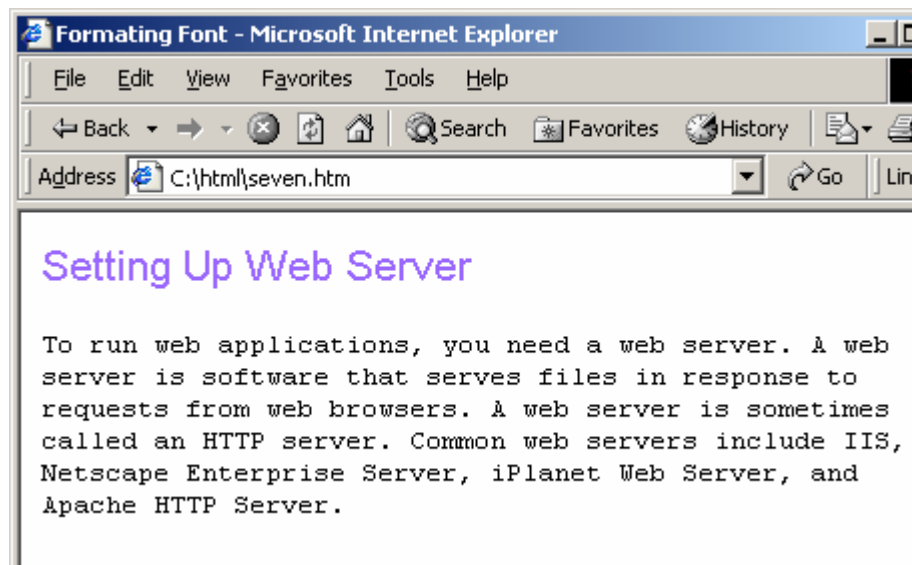 Formating Font - Microsoft Internet Explorer
File Edit View Favorites Tools Help
Back Search Favorites History
Address C:\html\seven.htm Go Lin
Setting Up Web Server
To run web applications, you need a web server. A web
server is software that serves files in response to
requests from web browsers. A web server is sometimes
called an HTTP server. Common web servers include IIS,
Netscape Enterprise Server, iPlanet Web Server, and
Apache HTTP Server.